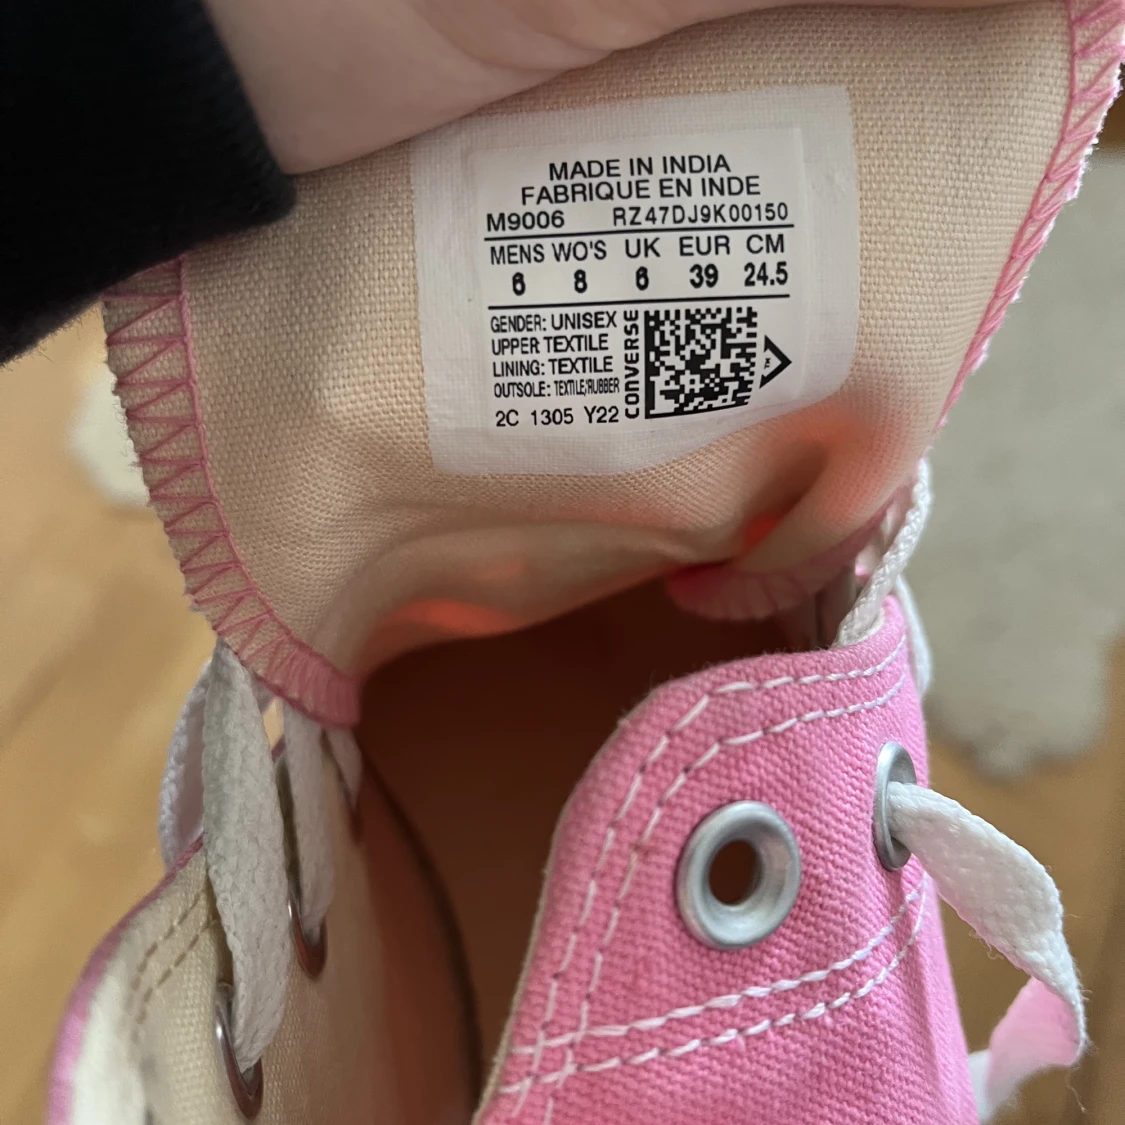 MADE IN INDIA
FABRIQUE EN INDE
M9006 RZ47DJ9K00150
MENS WO'S UK EUR CM
6 8 6 39 24.5
GENDER: UNISEX
UPPER TEXTILE
LINING: TEXTILE
OUTSOLE: TEXTILE/RUBBER
2C 1305 Y22
CONVERSE
TM